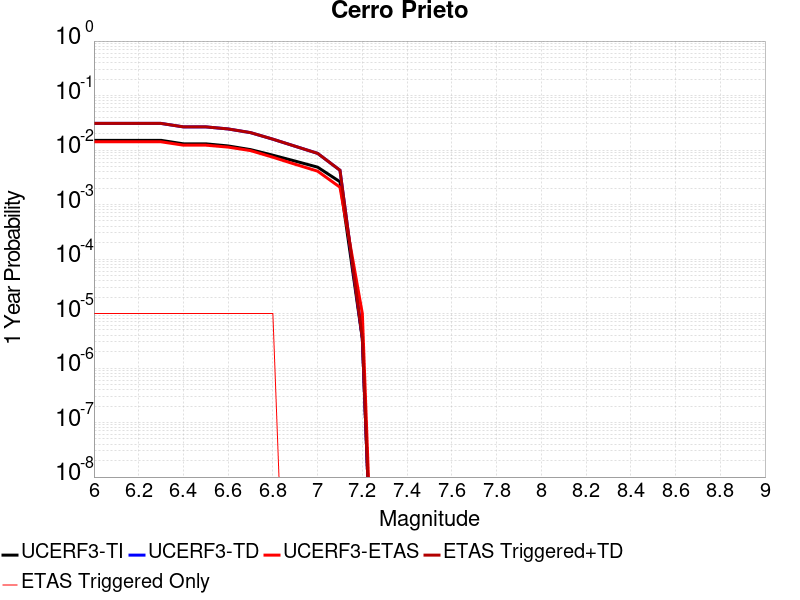 Cerro Prieto
10^0
10^-1
10^-2
10^-3
10^-4
10^-5
10^-6
10^-7
10^-8
1 Year Probability
6 6.2 6.4 6.6 6.8 7 7.2 7.4 7.6 7.8 8 8.2 8.4 8.6 8.8 9
Magnitude
UCERF3-TI UCERF3-TD UCERF3-ETAS ETAS Triggered+TD
ETAS Triggered Only